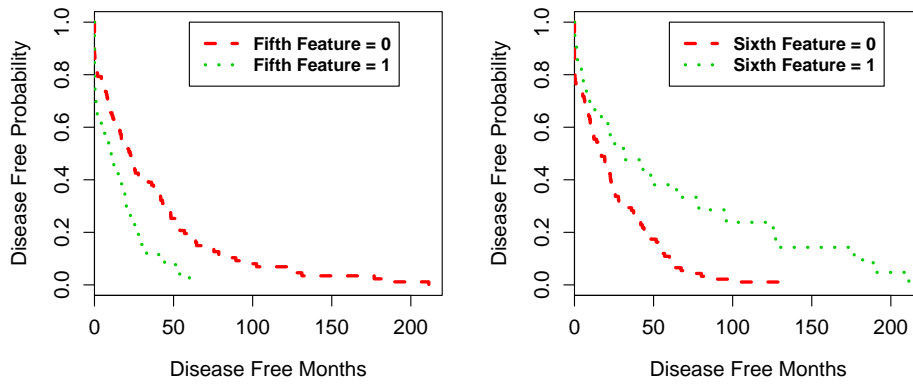 Disease Free Probability
0.0 0.2 0.4 0.6 0.8 1.0
Fifth Feature = 0
Fifth Feature = 1
0 50 100 150 200
Disease Free Months
Disease Free Probability
0.0 0.2 0.4 0.6 0.8 1.0
Sixth Feature = 0
Sixth Feature = 1
0 50 100 150 200
Disease Free Months